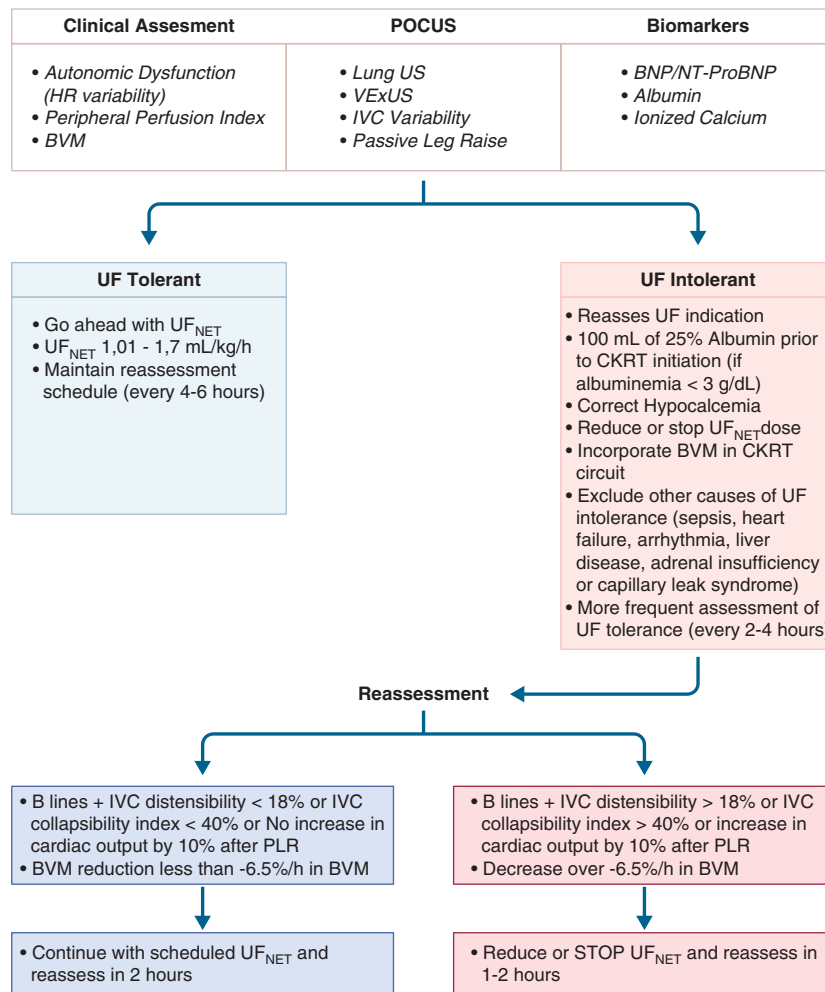 Clinical Assesment
• Autonomic Dysfunction
(HR variability)
• Peripheral Perfusion Index
• BVM
POCUS
• Lung US
• VExUS
• IVC Variability
• Passive Leg Raise
Biomarkers
• BNP/NT-ProBNP
• Albumin
• Ionized Calcium
UF Tolerant
• Go ahead with UFNET
• UFNET 1,01 - 1,7 mL/kg/h
• Maintain reassessment
schedule (every 4-6 hours)
UF Intolerant
• Reasses UF indication
• 100 mL of 25% Albumin prior
to CKRT initiation (if
albuminemia < 3 g/dL)
• Correct Hypocalcemia
• Reduce or stop UFNETdose
• Incorporate BVM in CKRT
circuit
• Exclude other causes of UF
intolerance (sepsis, heart
failure, arrhythmia, liver
disease, adrenal insufficiency
or capillary leak syndrome)
• More frequent assessment of
UF tolerance (every 2-4 hours)
Reassessment
• B lines + IVC distensibility < 18% or IVC
collapsibility index < 40% or No increase in
cardiac output by 10% after PLR
• BVM reduction less than -6.5%/h in BVM
• Continue with scheduled UFNET and
reassess in 2 hours
• B lines + IVC distensibility > 18% or IVC
collapsibility index > 40% or increase in
cardiac output by 10% after PLR
• Decrease over -6.5%/h in BVM
• Reduce or STOP UFNET and reassess in
1-2 hours